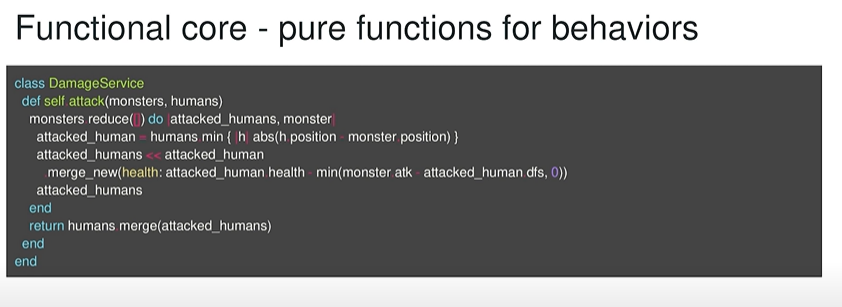 Functional core - pure functions for behaviors
class DamageService
def self attack(monsters, humans)
monsters reduce([]) do |attacked_humans, monster|
attacked_human = humans min { |h| abs(h position - monster position) }
attacked_humans << attacked_human
merge_new(health: attacked_human health - min(monster atk - attacked_human dfs, 0))
attacked_humans
end
return humans merge(attacked_humans)
end
end